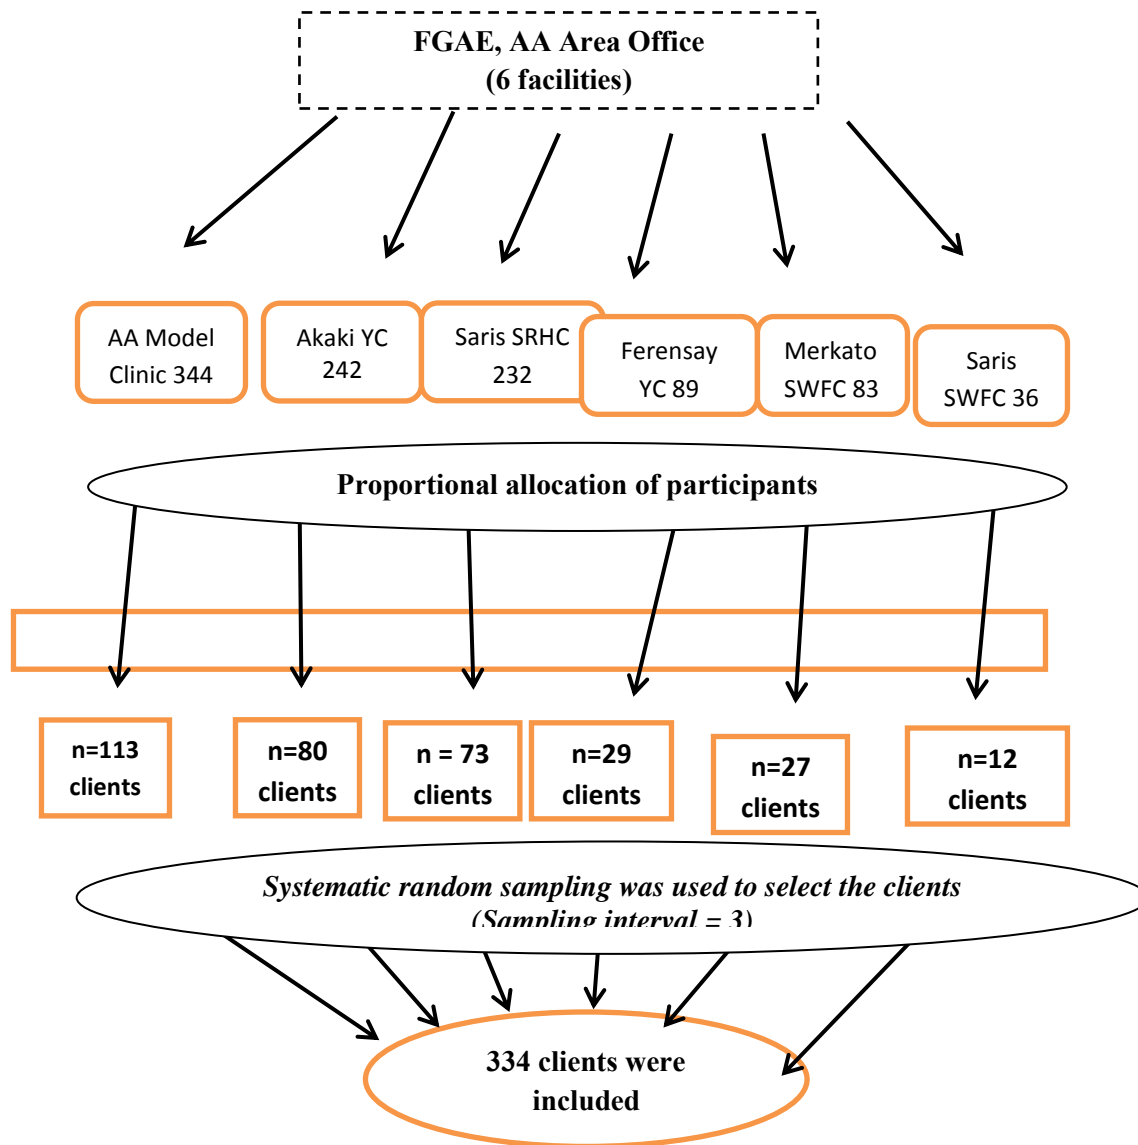 FGAE, AA Area Office
(6 facilities)
AA Model
Clinic 344
Akaki YC
242
Saris SRHC
232
Ferensay
YC 89
Merkato
SWFC 83
Saris
SWFC 36
Proportional allocation of participants
n=113
clients
n=80
clients
n = 73
clients
n=29
clients
n=27
clients
n=12
clients
Systematic random sampling was used to select the clients
(Sampling interval = 3)
334 clients were
included